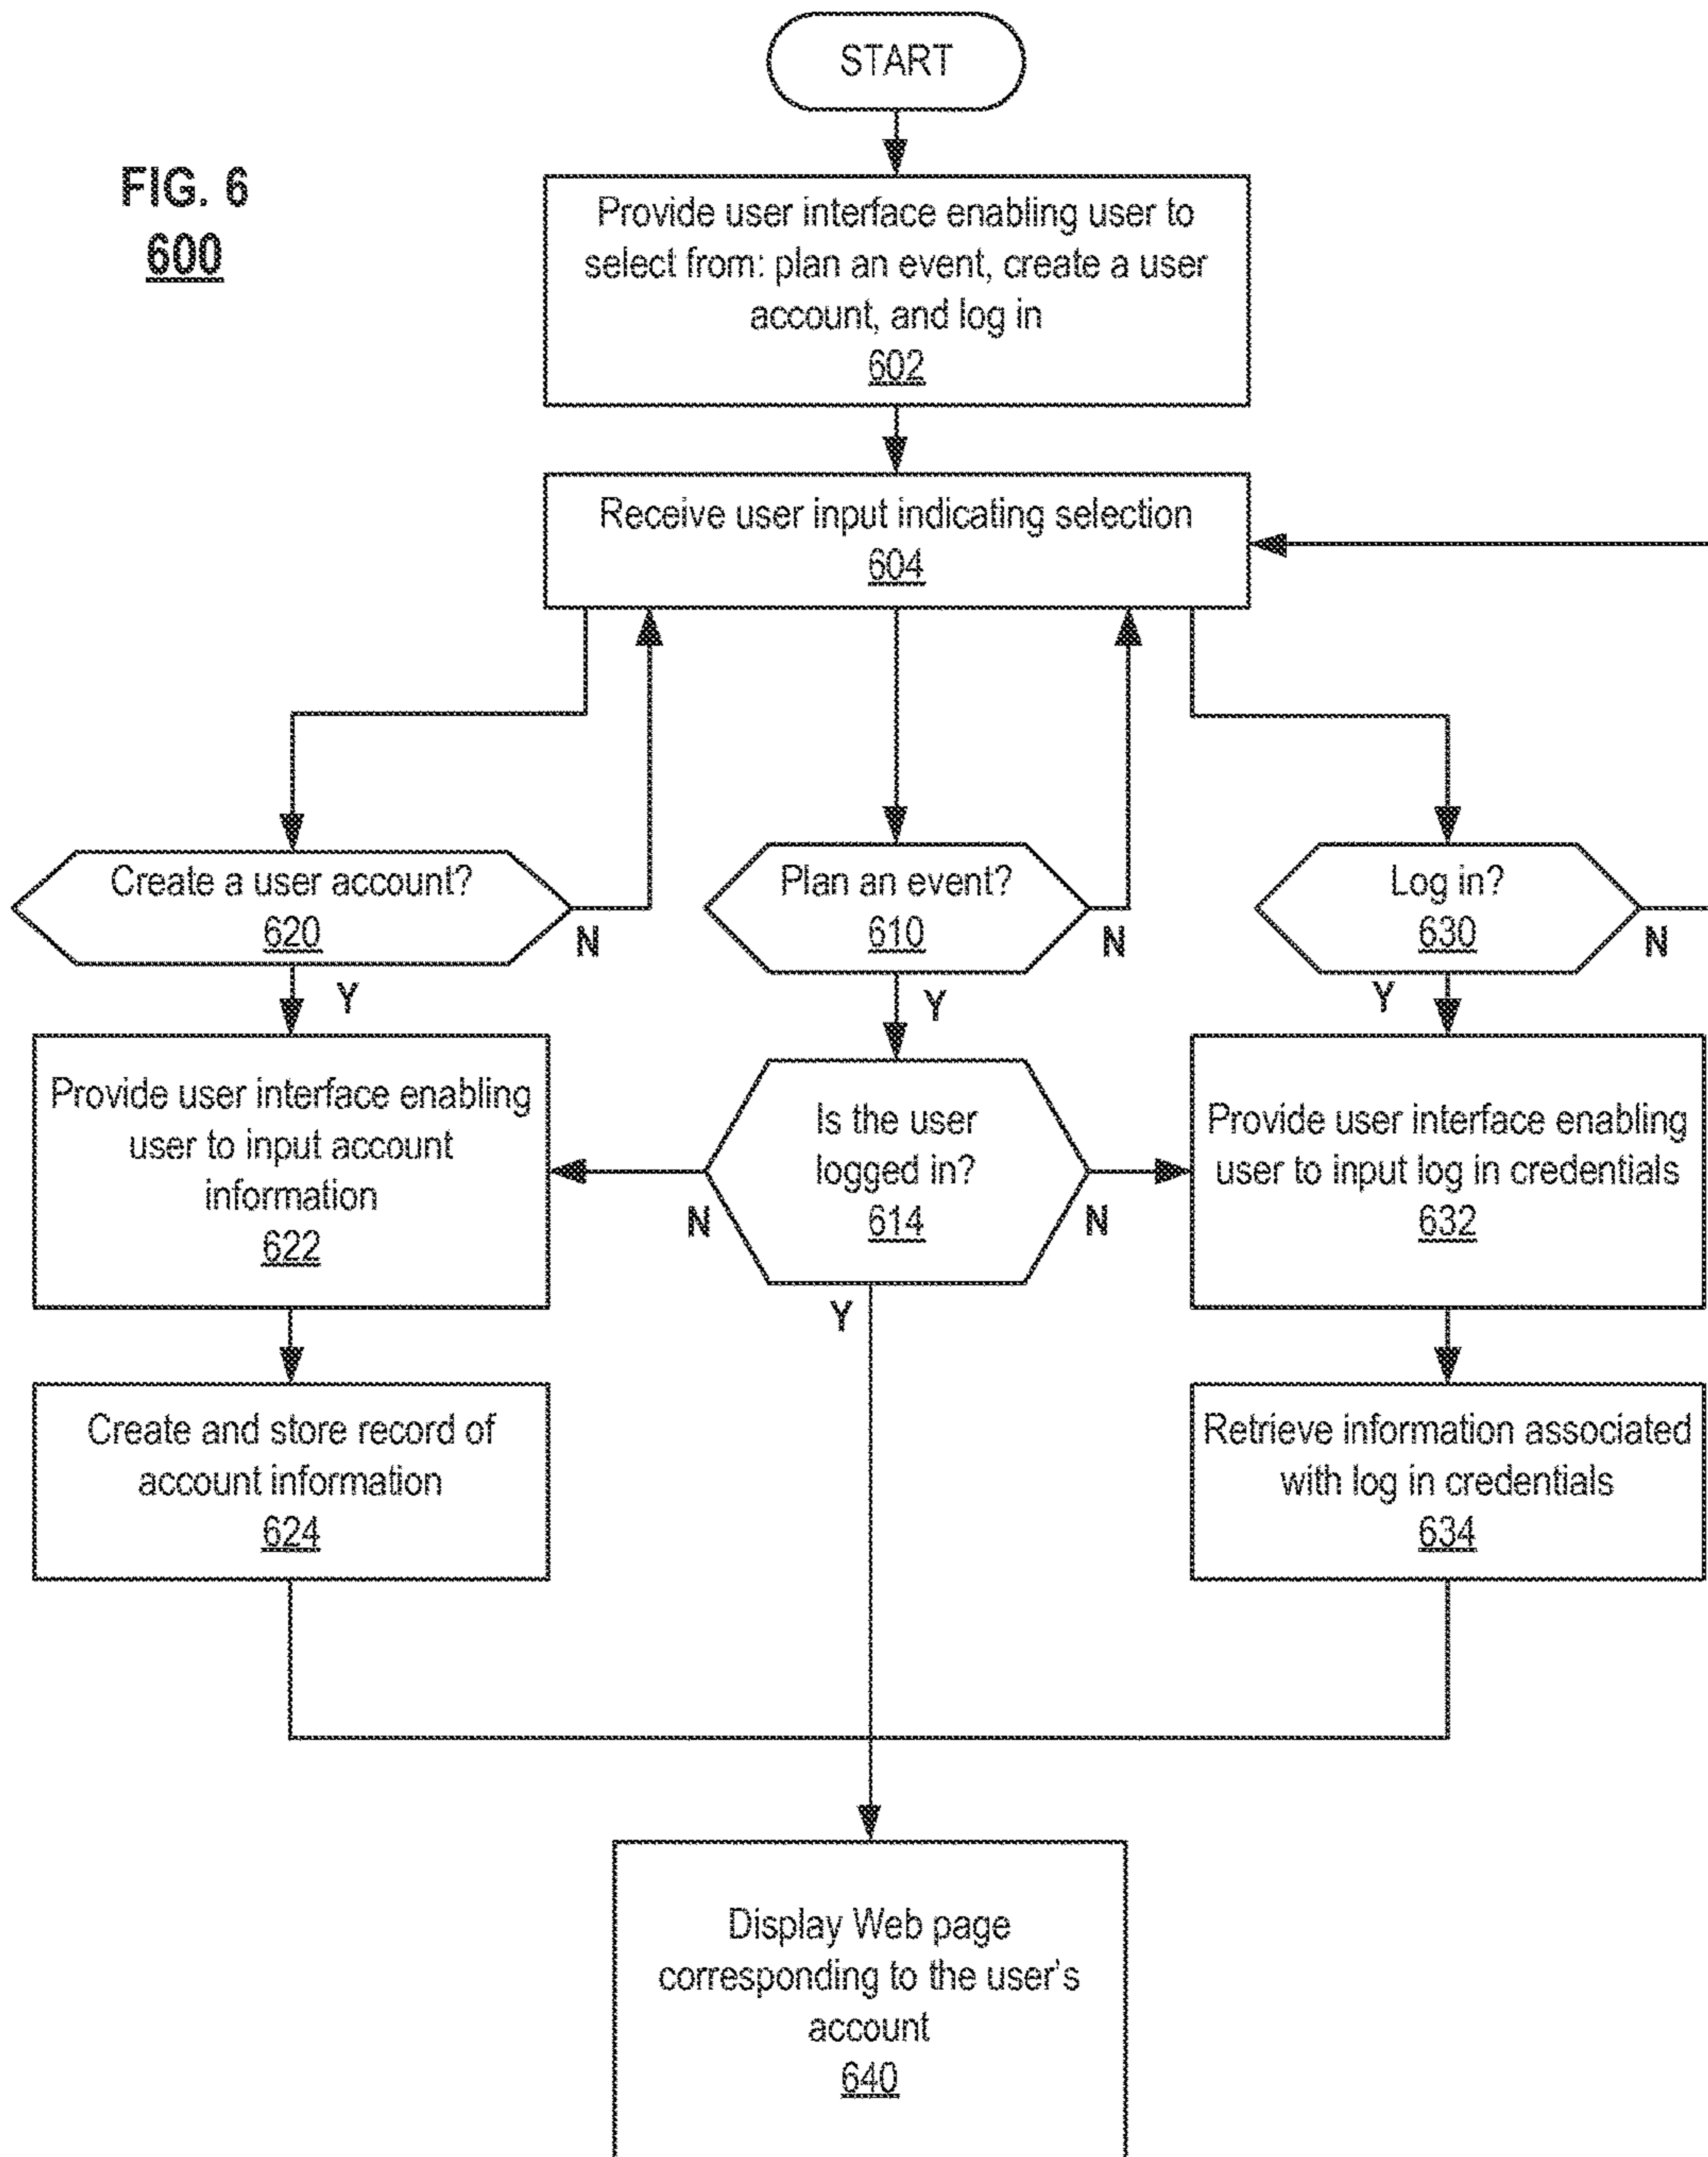 START
FIG. 6
600
Provide user interface enabling user to
select from: plan an event, create a user
account, and log in
602
Receive user input indicating selection
604
Create a user account?
620
N
Y
Plan an event?
610
N
Y
Log in?
630
N
Y
Provide user interface enabling
user to input account
information
622
Is the user
logged in?
614
N
N
Y
Provide user interface enabling
user to input log in credentials
632
Create and store record of
account information
624
Retrieve information associated
with log in credentials
634
Display Web page
corresponding to the user's
account
640